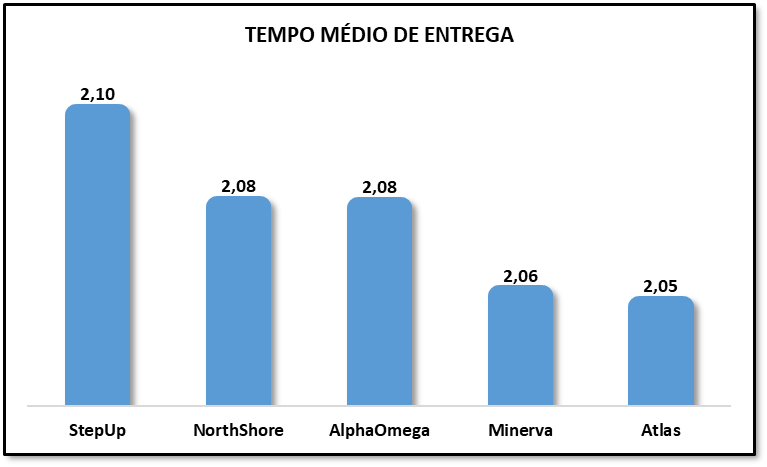 TEMPO MÉDIO DE ENTREGA
2,10
2,08
2,08
2,06
2,05
StepUp
NorthShore
AlphaOmega
Minerva
Atlas